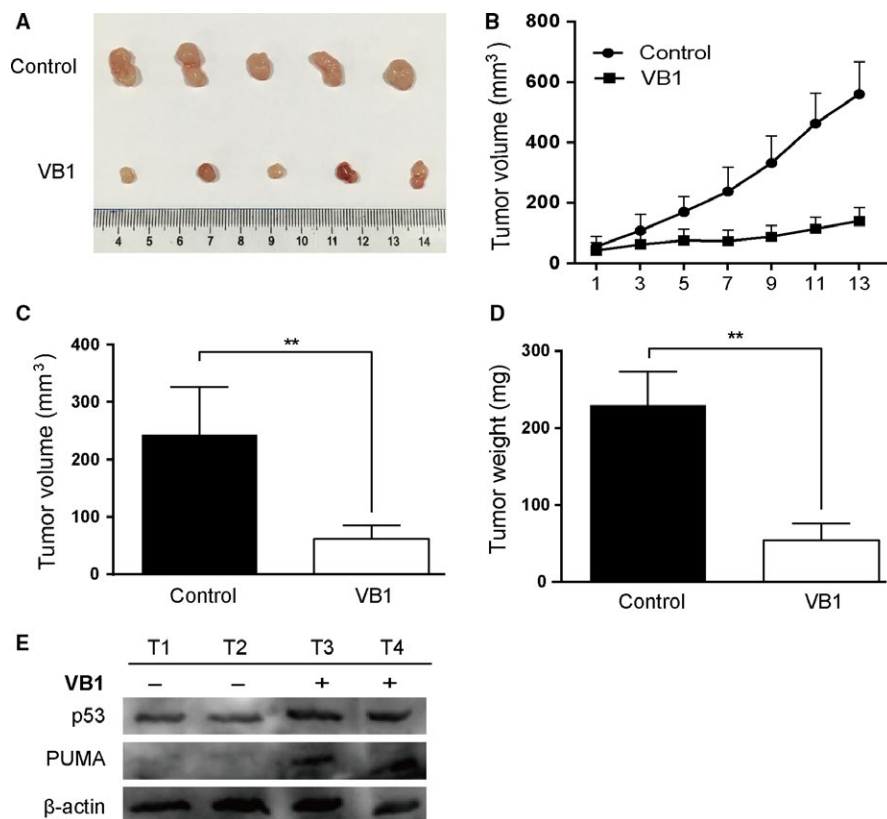 A
Control
VB1
4 5 6 7 8 9 10 11 12 13 14
B
Tumor volume (mm³)
800
600
400
200
0
Control
VB1
1 3 5 7 9 11 13
C
Tumor volume (mm³)
400
300
200
100
0
**
Control VB1
D
Tumor weight (mg)
300
200
100
0
**
Control VB1
E
T1 T2 T3 T4
VB1 – – + +
p53
PUMA
β-actin